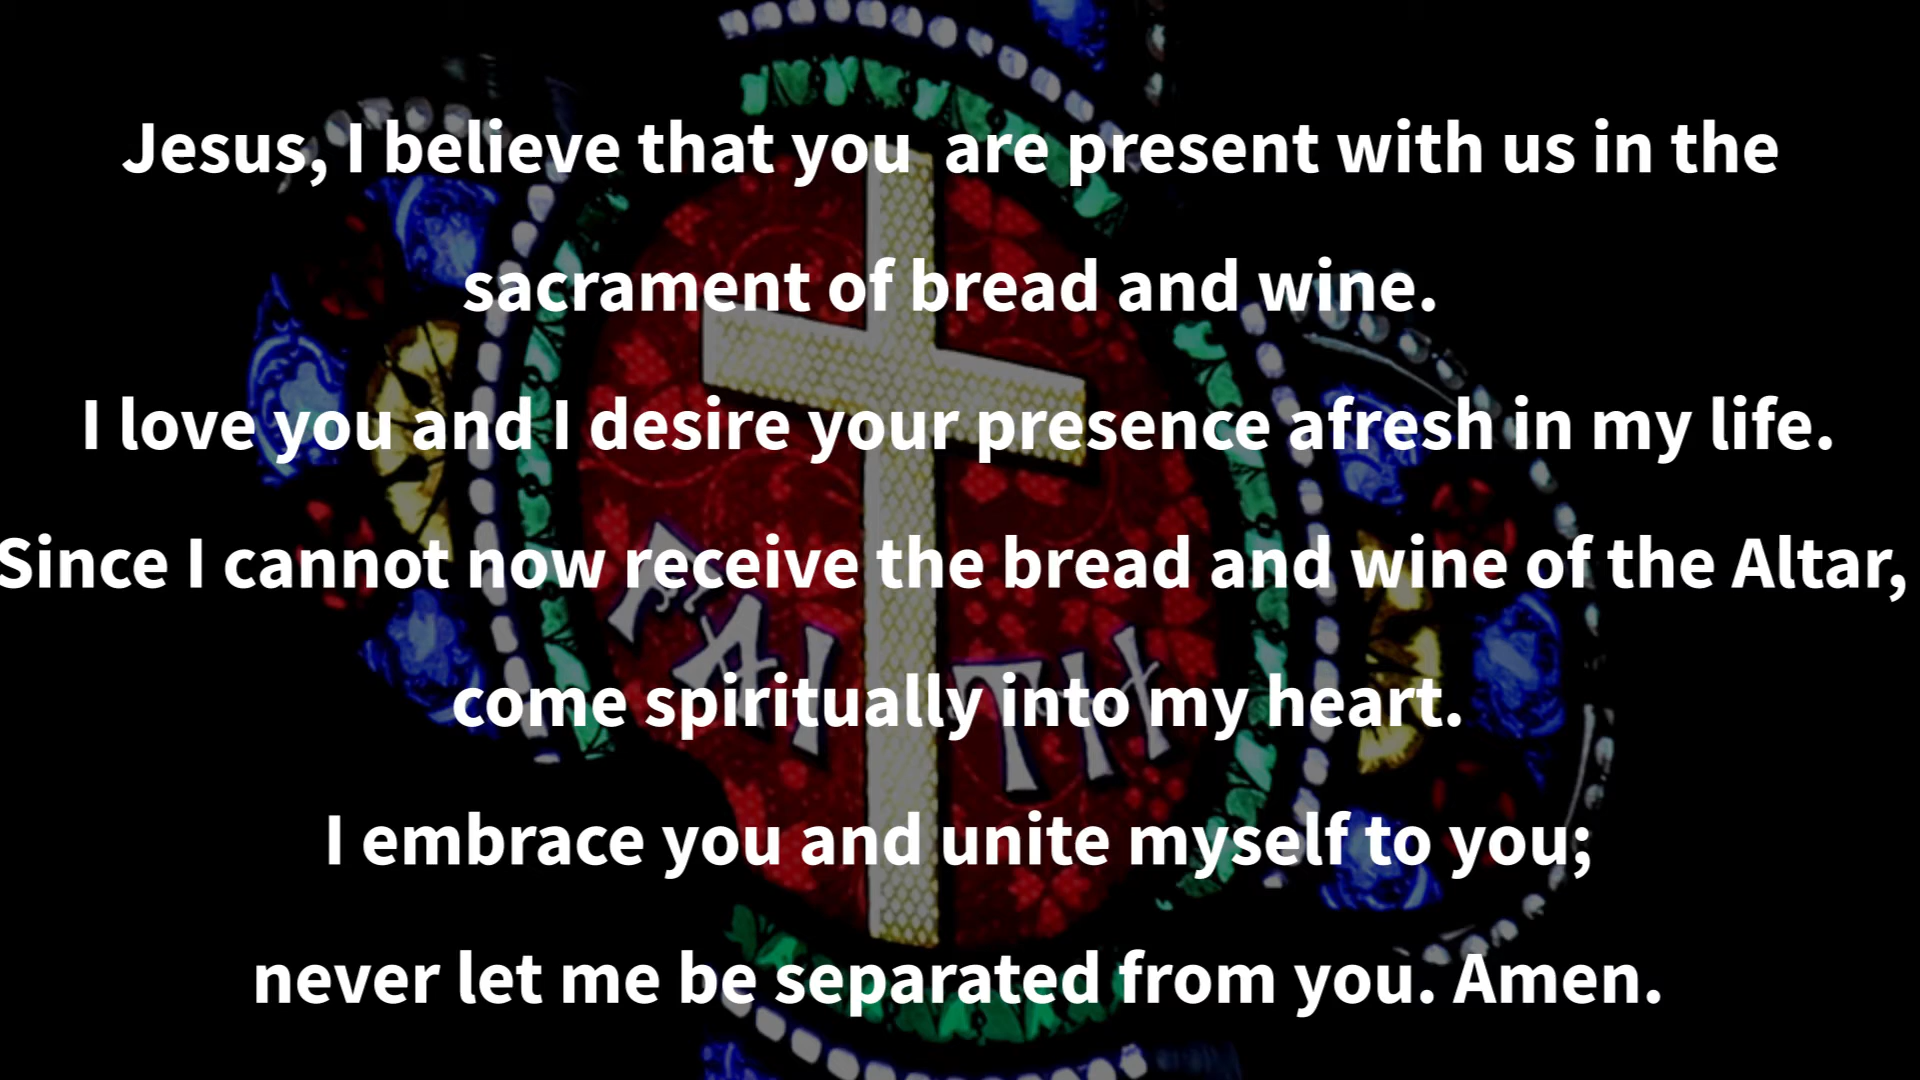 Jesus, I believe that you  are present with us in the
sacrament of bread and wine.
I love you and I desire your presence afresh in my life.
Since I cannot now receive the bread and wine of the Altar,
come spiritually into my heart.
I embrace you and unite myself to you;
never let me be separated from you. Amen.
FAITH